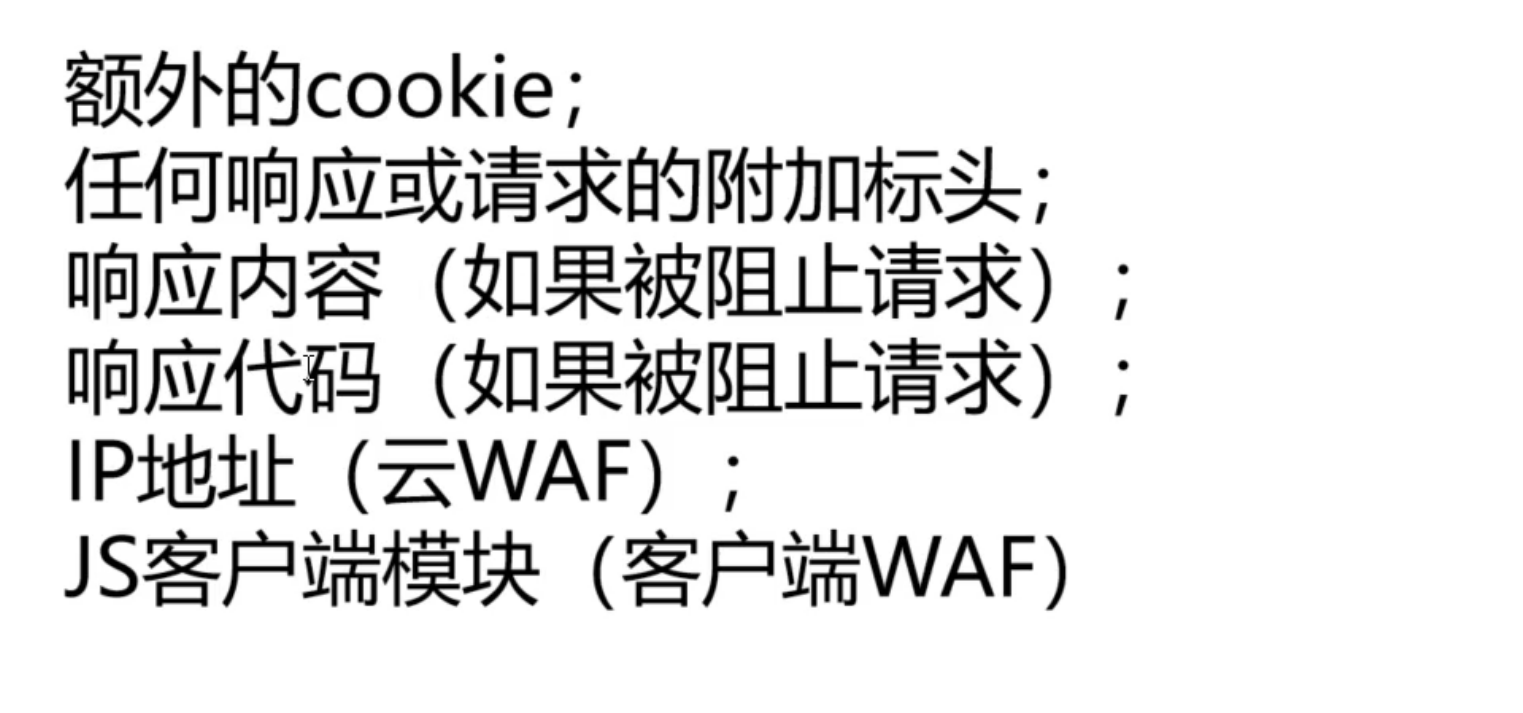 额外的cookie；
任何响应或请求的附加标头；
响应内容（如果被阻止请求）；
响应代码（如果被阻止请求）；
IP地址（云WAF）；
JS客户端模块（客户端WAF）